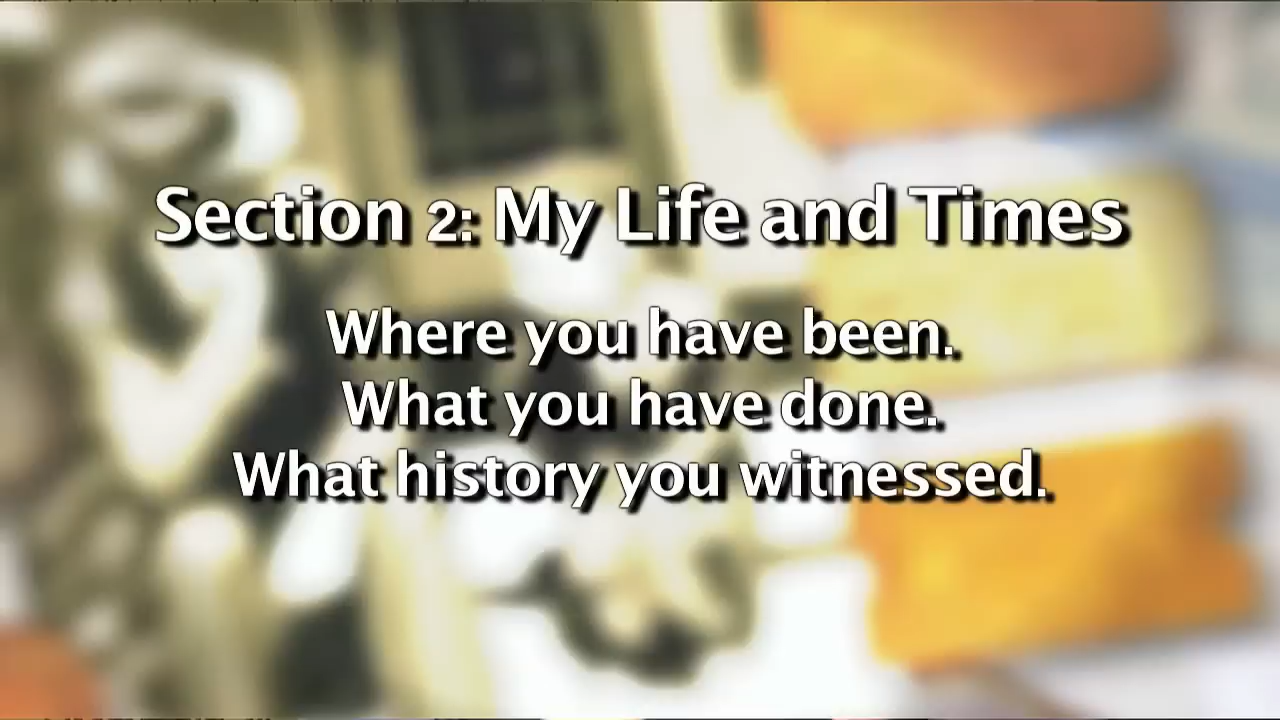 Section 2: My Life and Times
Where you have been.
What you have done.
What history you witnessed.